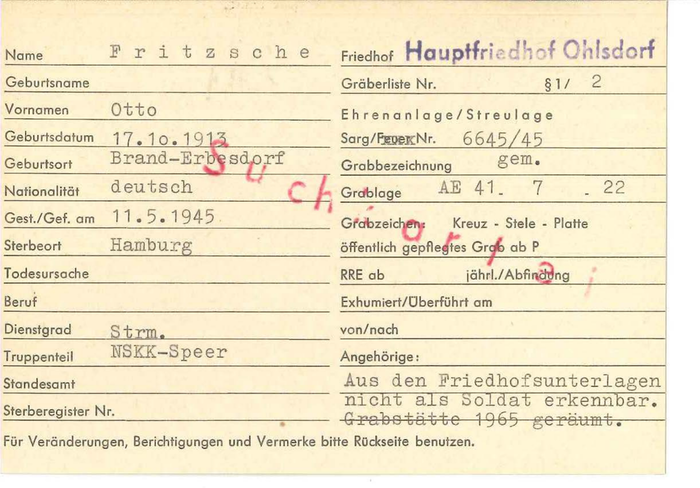 Name Fritzsche
Geburtsname
Vornamen Otto
Geburtsdatum 17.1o.1913
Geburtsort Brand-Erbesdorf
Nationalität deutsch
Gest./Gef. am 11.5.1945
Sterbeort Hamburg
Todesursache
Beruf
Dienstgrad Strm.
Truppenteil NSKK-Speer
Standesamt
Sterberegister Nr.
Friedhof Hauptfriedhof Ohlsdorf
Gräberliste Nr. §1/ 2
Ehrenanlage/Streulage
Sarg/Feuer Nr. 6645/45
Grabbezeichnung gem.
Grablage AE 41. 7 . 22
Grabzeichen: Kreuz - Stele - Platte
öffentlich gepflegtes Grab ab P
RRE ab jährl./Abfindung
Exhumiert/Überführt am
von/nach
Angehörige:
Aus den Friedhofsunterlagen
nicht als Soldat erkennbar.
Grabstätte 1965 geräumt.
Für Veränderungen, Berichtigungen und Vermerke bitte Rückseite benutzen.